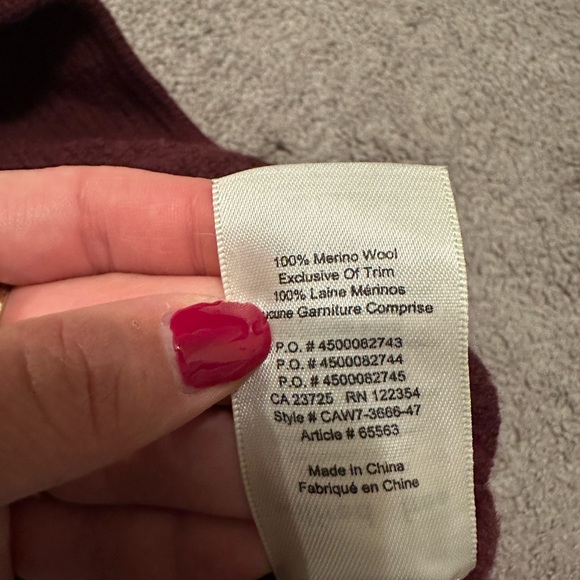 100% Merino Wool
Exclusive Of Trim
100% Laine Mérinos
Garniture Comprise
P.O. # 4500082743
P.O. # 4500082744
P.O. # 4500082745
CA 23725 RN 122354
Style # CAW7-3666-47
Article # 65563
Made In China
Fabriqué en Chine